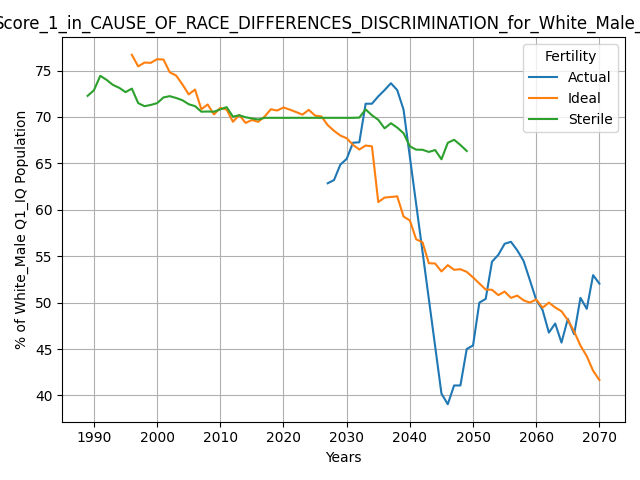 Score_1_in_CAUSE_OF_RACE_DIFFERENCES_DISCRIMINATION_for_White_Male_
Fertility
Actual
Ideal
Sterile
% of White_Male Q1_IQ Population
75
70
65
60
55
50
45
40
1990 2000 2010 2020 2030 2040 2050 2060 2070
Years